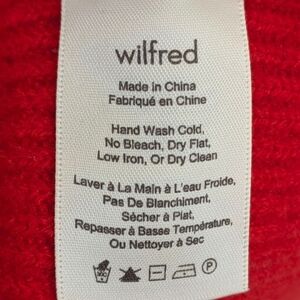 wilfred
Made in China
Fabriqué en Chine
Hand Wash Cold,
No Bleach, Dry Flat,
Low Iron, Or Dry Clean
Laver à La Main à L'eau Froide,
Pas De Blanchiment,
Sécher à Plat,
Repasser à Basse Température,
Ou Nettoyer à Sec
P